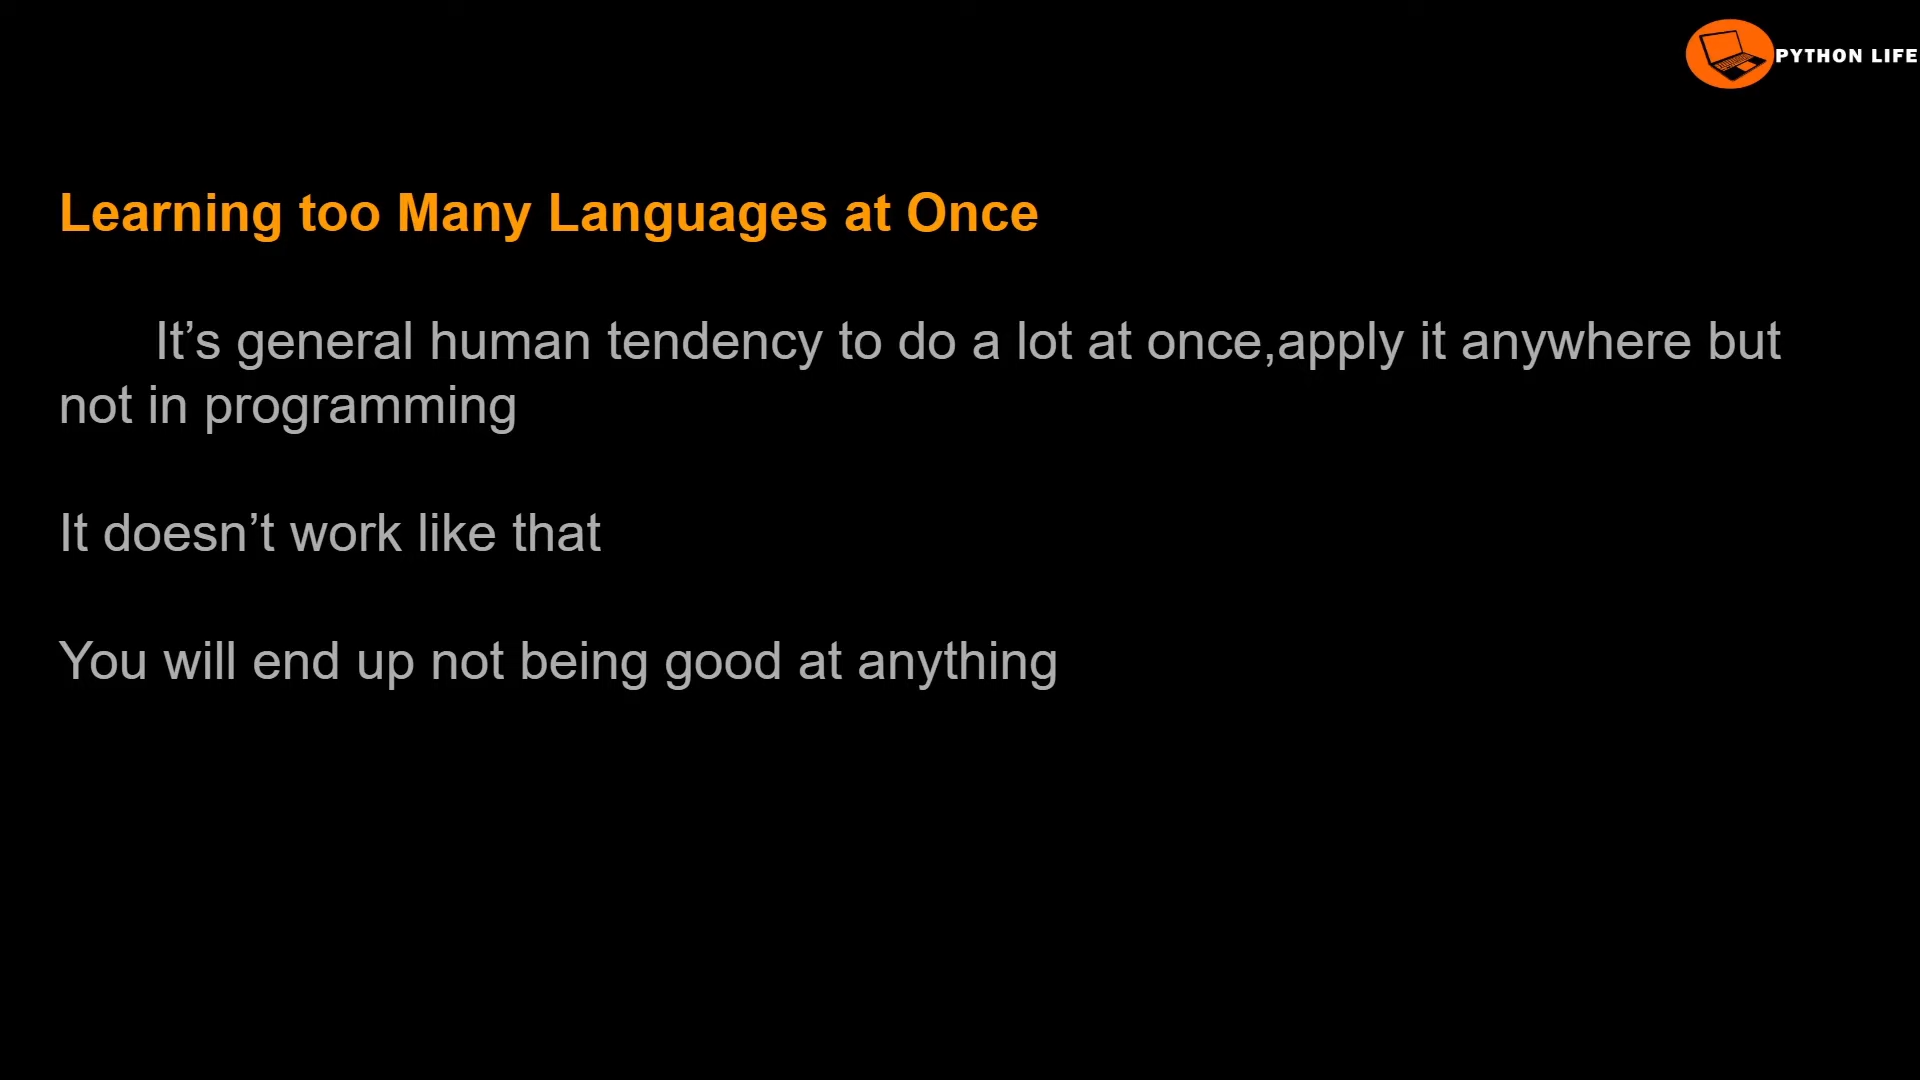 PYTHON LIFE
Learning too Many Languages at Once
It’s general human tendency to do a lot at once,apply it anywhere but
not in programming
It doesn’t work like that
You will end up not being good at anything